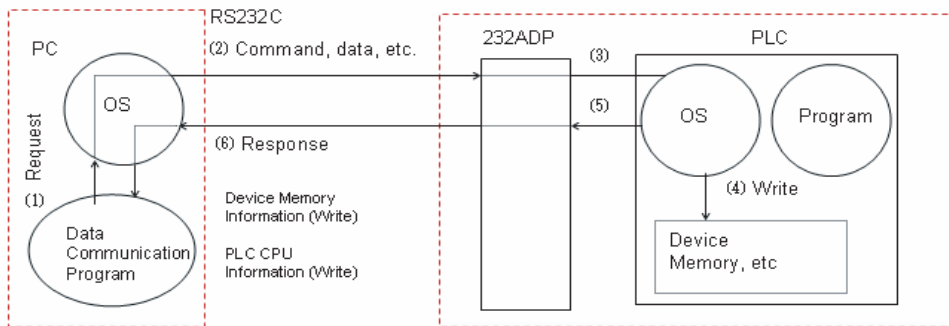 RS232C
PC
(2) Command, data, etc.
232ADP
(3)
PLC
OS
OS
Program
(5)
Request
(6) Response
(1)
(4) Write
Device Memory
Information (Write)
PLC CPU
Information (Write)
Data
Communication
Program
Device
Memory, etc